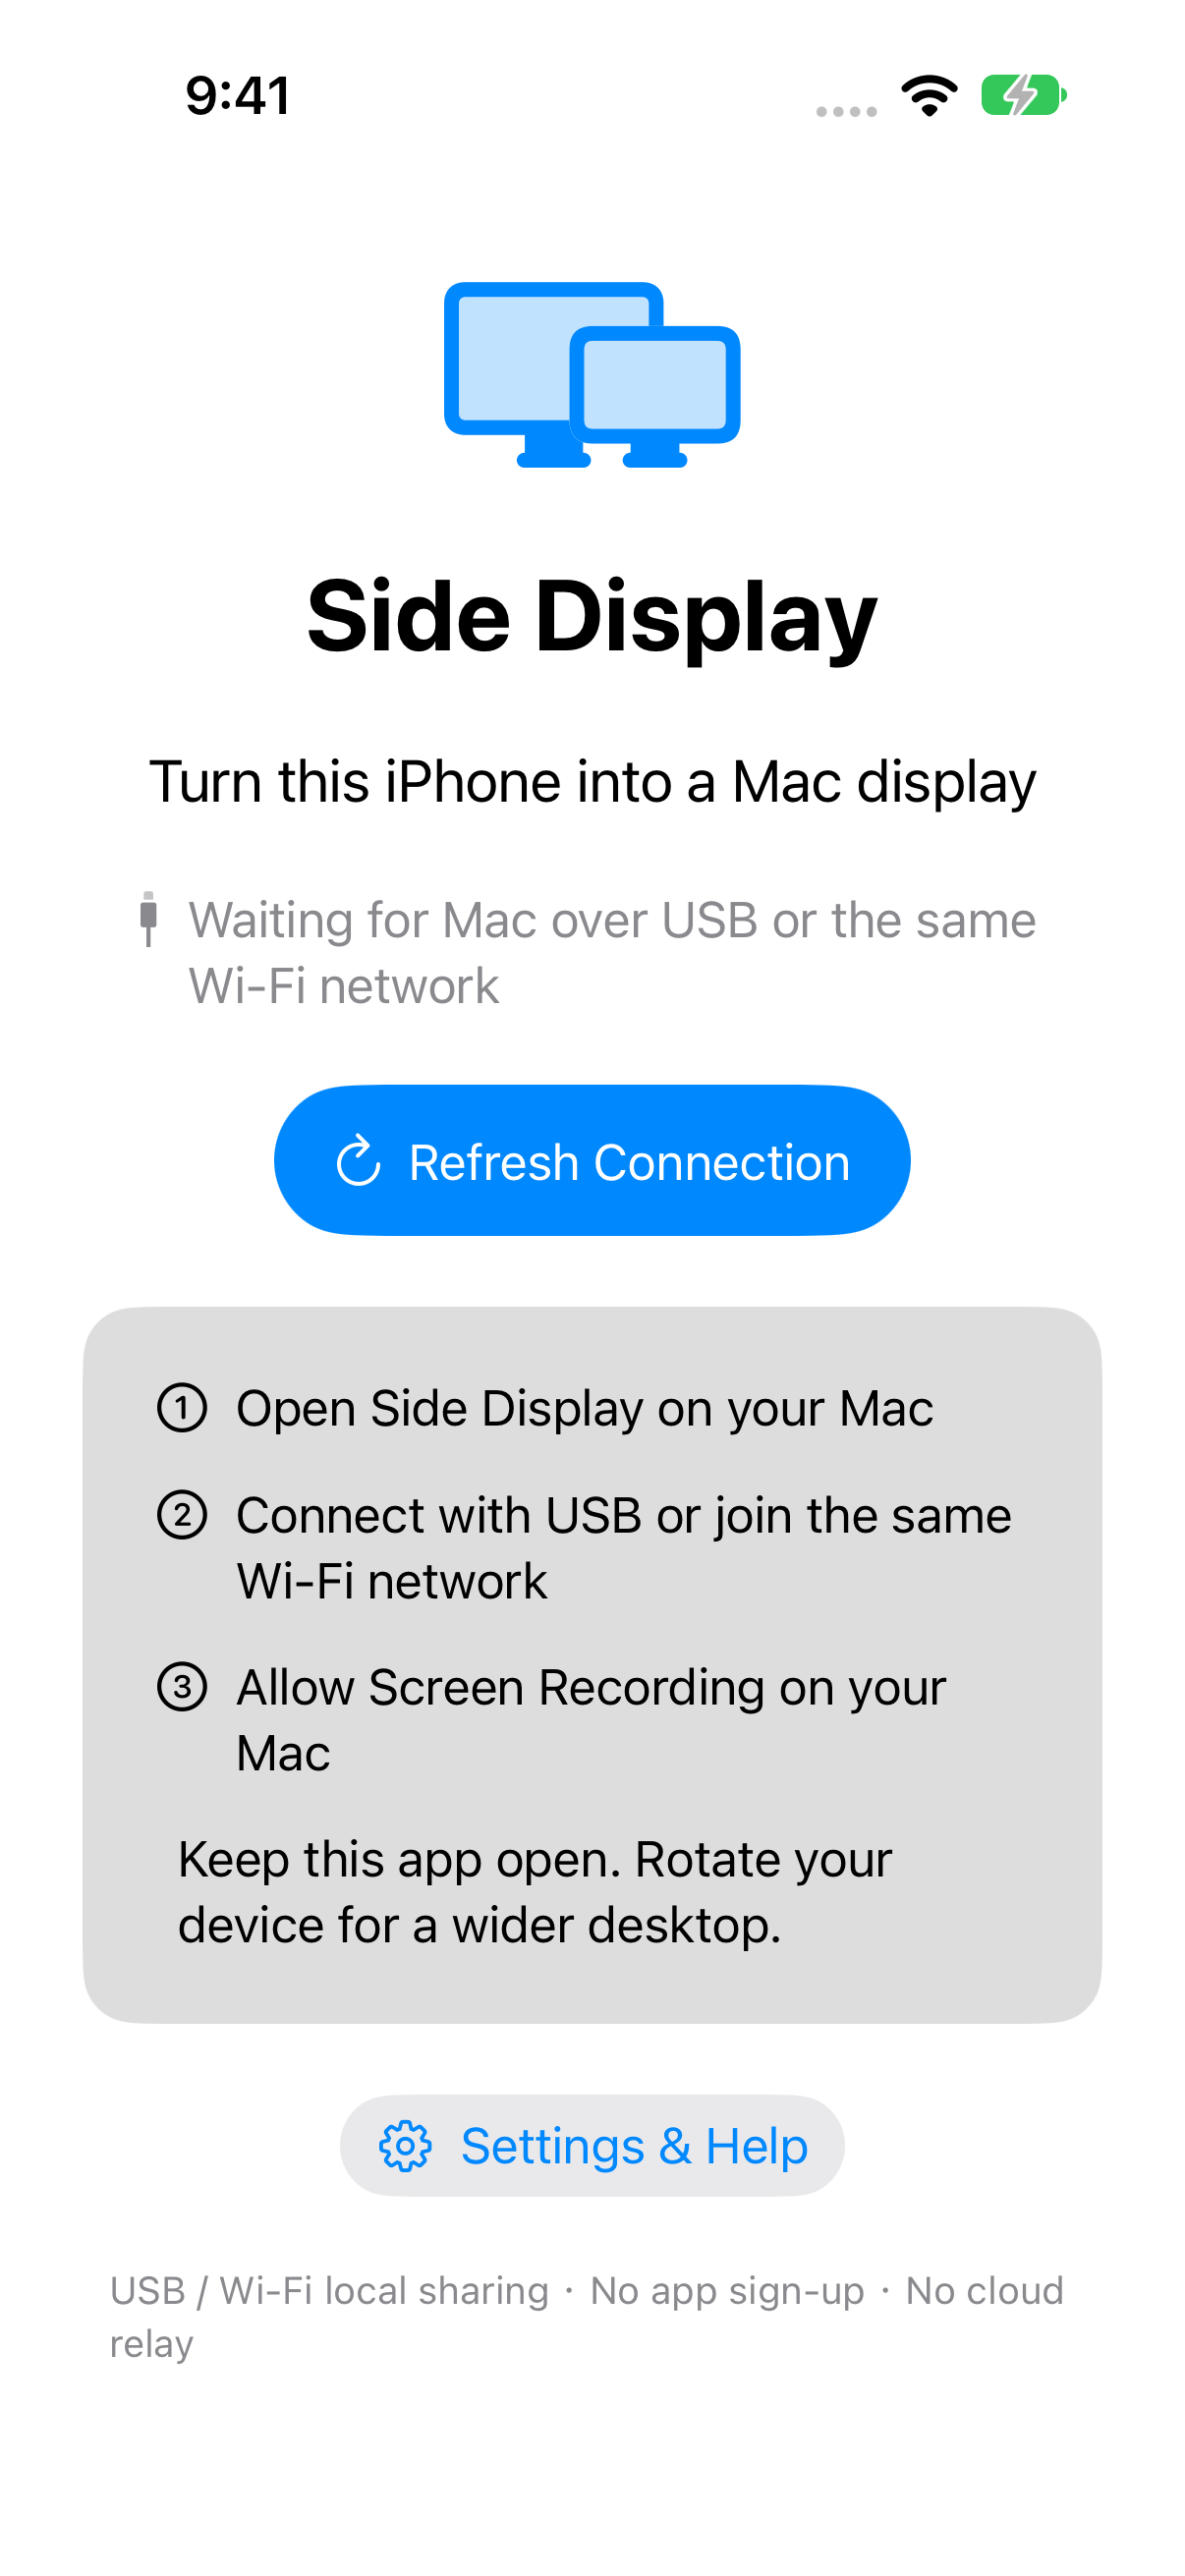 9:41
Side Display
Turn this iPhone into a Mac display
Waiting for Mac over USB or the same
Wi-Fi network
Refresh Connection
1 Open Side Display on your Mac
2 Connect with USB or join the same
Wi-Fi network
3 Allow Screen Recording on your
Mac
Keep this app open. Rotate your
device for a wider desktop.
Settings & Help
USB / Wi-Fi local sharing · No app sign-up · No cloud
relay